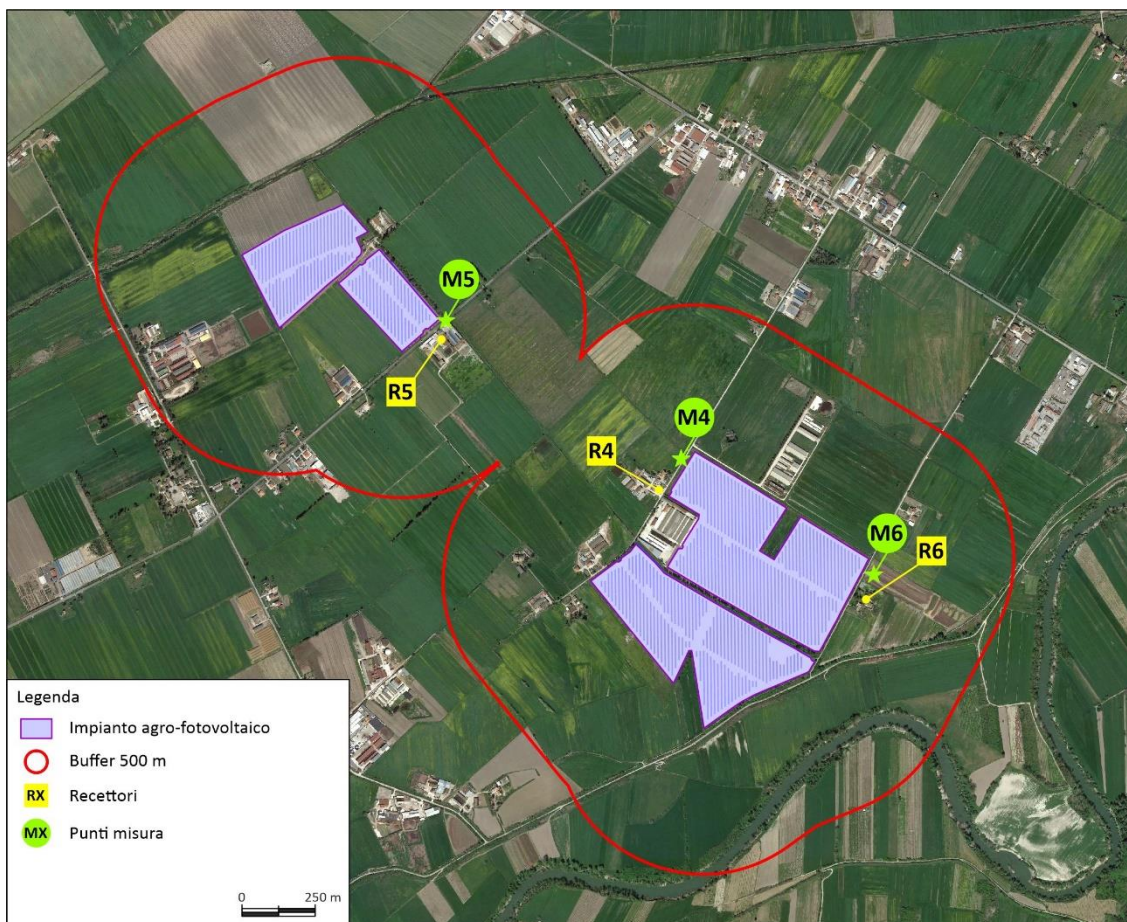 M5
R5
M4
R4
M6
R6
Legenda
Impianto agro-fotovoltaico
Buffer 500 m
RX Recettori
MX Punti misura
0 250 m